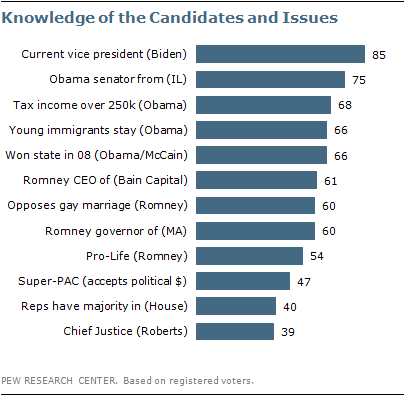 Knowledge of the Candidates and Issues
Current vice president (Biden) 85
Obama senator from (IL) 75
Tax income over 250k (Obama) 68
Young immigrants stay (Obama) 66
Won state in 08 (Obama/McCain) 66
Romney CEO of (Bain Capital) 61
Opposes gay marriage (Romney) 60
Romney governor of (MA) 60
Pro-Life (Romney) 54
Super-PAC (accepts political $) 47
Reps have majority in (House) 40
Chief Justice (Roberts) 39
PEW RESEARCH CENTER. Based on registered voters.